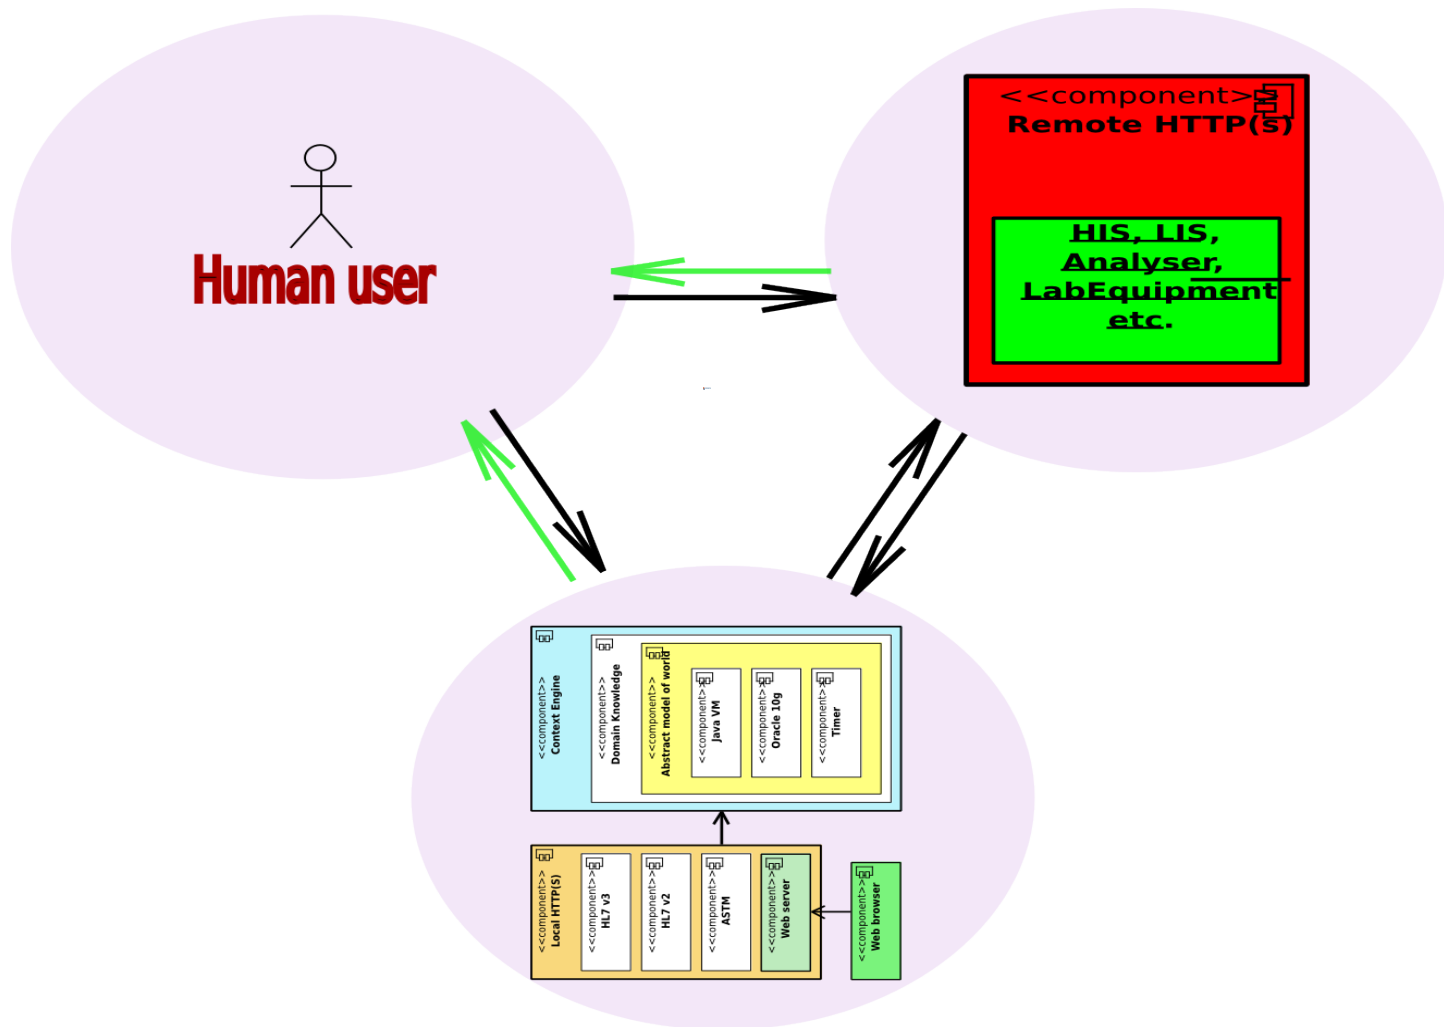 <<component>>
Remote HTTP(s)
HIS, LIS,
Analyser,
LabEquipment
etc.
Human user
<<component>>
Context Engine
<<component>>
Domain Knowledge
<<component>>
Abstract model of world
<<component>>
Java VM
<<component>>
Oracle 10g
<<component>>
Timer
<<component>>
Local HTTP(S)
<<component>>
HL7 v3
<<component>>
HL7 v2
<<component>>
ASTM
<<component>>
Web server
<<component>>
Web browser